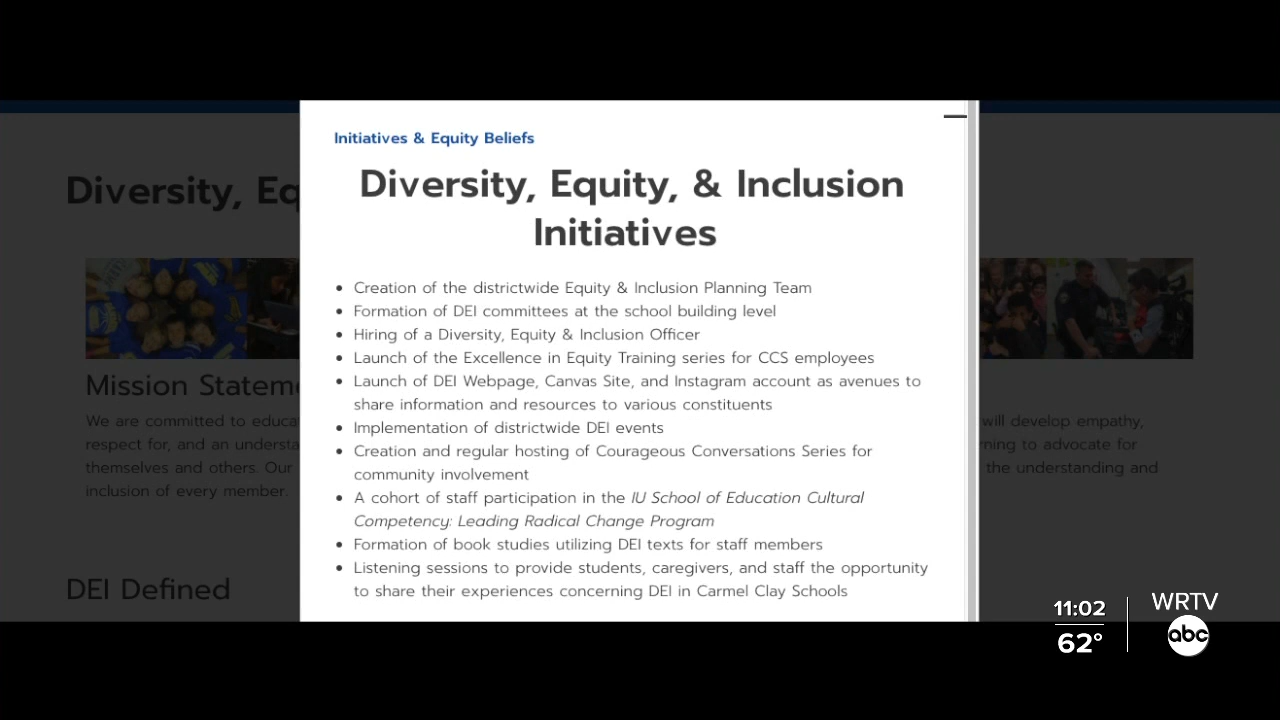 Initiatives & Equity Beliefs
Diversity, Equity, & Inclusion
Initiatives
Creation of the districtwide Equity & Inclusion Planning Team
Formation of DEI committees at the school building level
Hiring of a Diversity, Equity & Inclusion Officer
Launch of the Excellence in Equity Training series for CCS employees
Launch of DEI Webpage, Canvas Site, and Instagram account as avenues to
share information and resources to various constituents
Implementation of districtwide DEI events
Creation and regular hosting of Courageous Conversations Series for
community involvement
A cohort of staff participation in the IU School of Education Cultural
Competency: Leading Radical Change Program
Formation of book studies utilizing DEI texts for staff members
Listening sessions to provide students, caregivers, and staff the opportunity
to share their experiences concerning DEI in Carmel Clay Schools
Diversity, Eq
Mission Stateme
We are committed to educa
respect for, and an understa
themselves and others. Our
inclusion of every member.
DEI Defined
will develop empathy,
rning to advocate for
the understanding and
11:02
62°
WRTV
abc